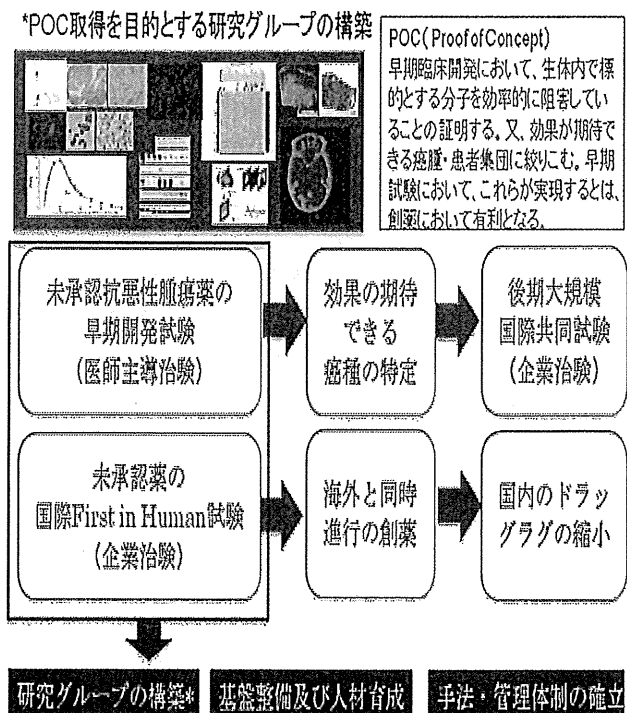 *POC取得を目的とする研究グループの構築
POC(ProofofConcept)
早期臨床開発において、生体内で標
的とする分子を効率的に阻害してい
ることの証明する。又、効果が期待で
きる癌腫・患者集団に絞りこむ。早期
試験において、これらが実現するとは、
創薬において有利となる.
未承認抗悪性腫瘍薬の
早期開発試験
(医師主導治験)
効果の期待
できる
癌種の特定
後期大規模
国際共同試験
(企業治験)
未承認薬の
国際First in Human試験
(企業治験)
海外と同時
進行の創薬
国内のドラッ
グラグの縮小
研究グループの構築*
基盤整備及び人材育成
手法・管理体制の確立